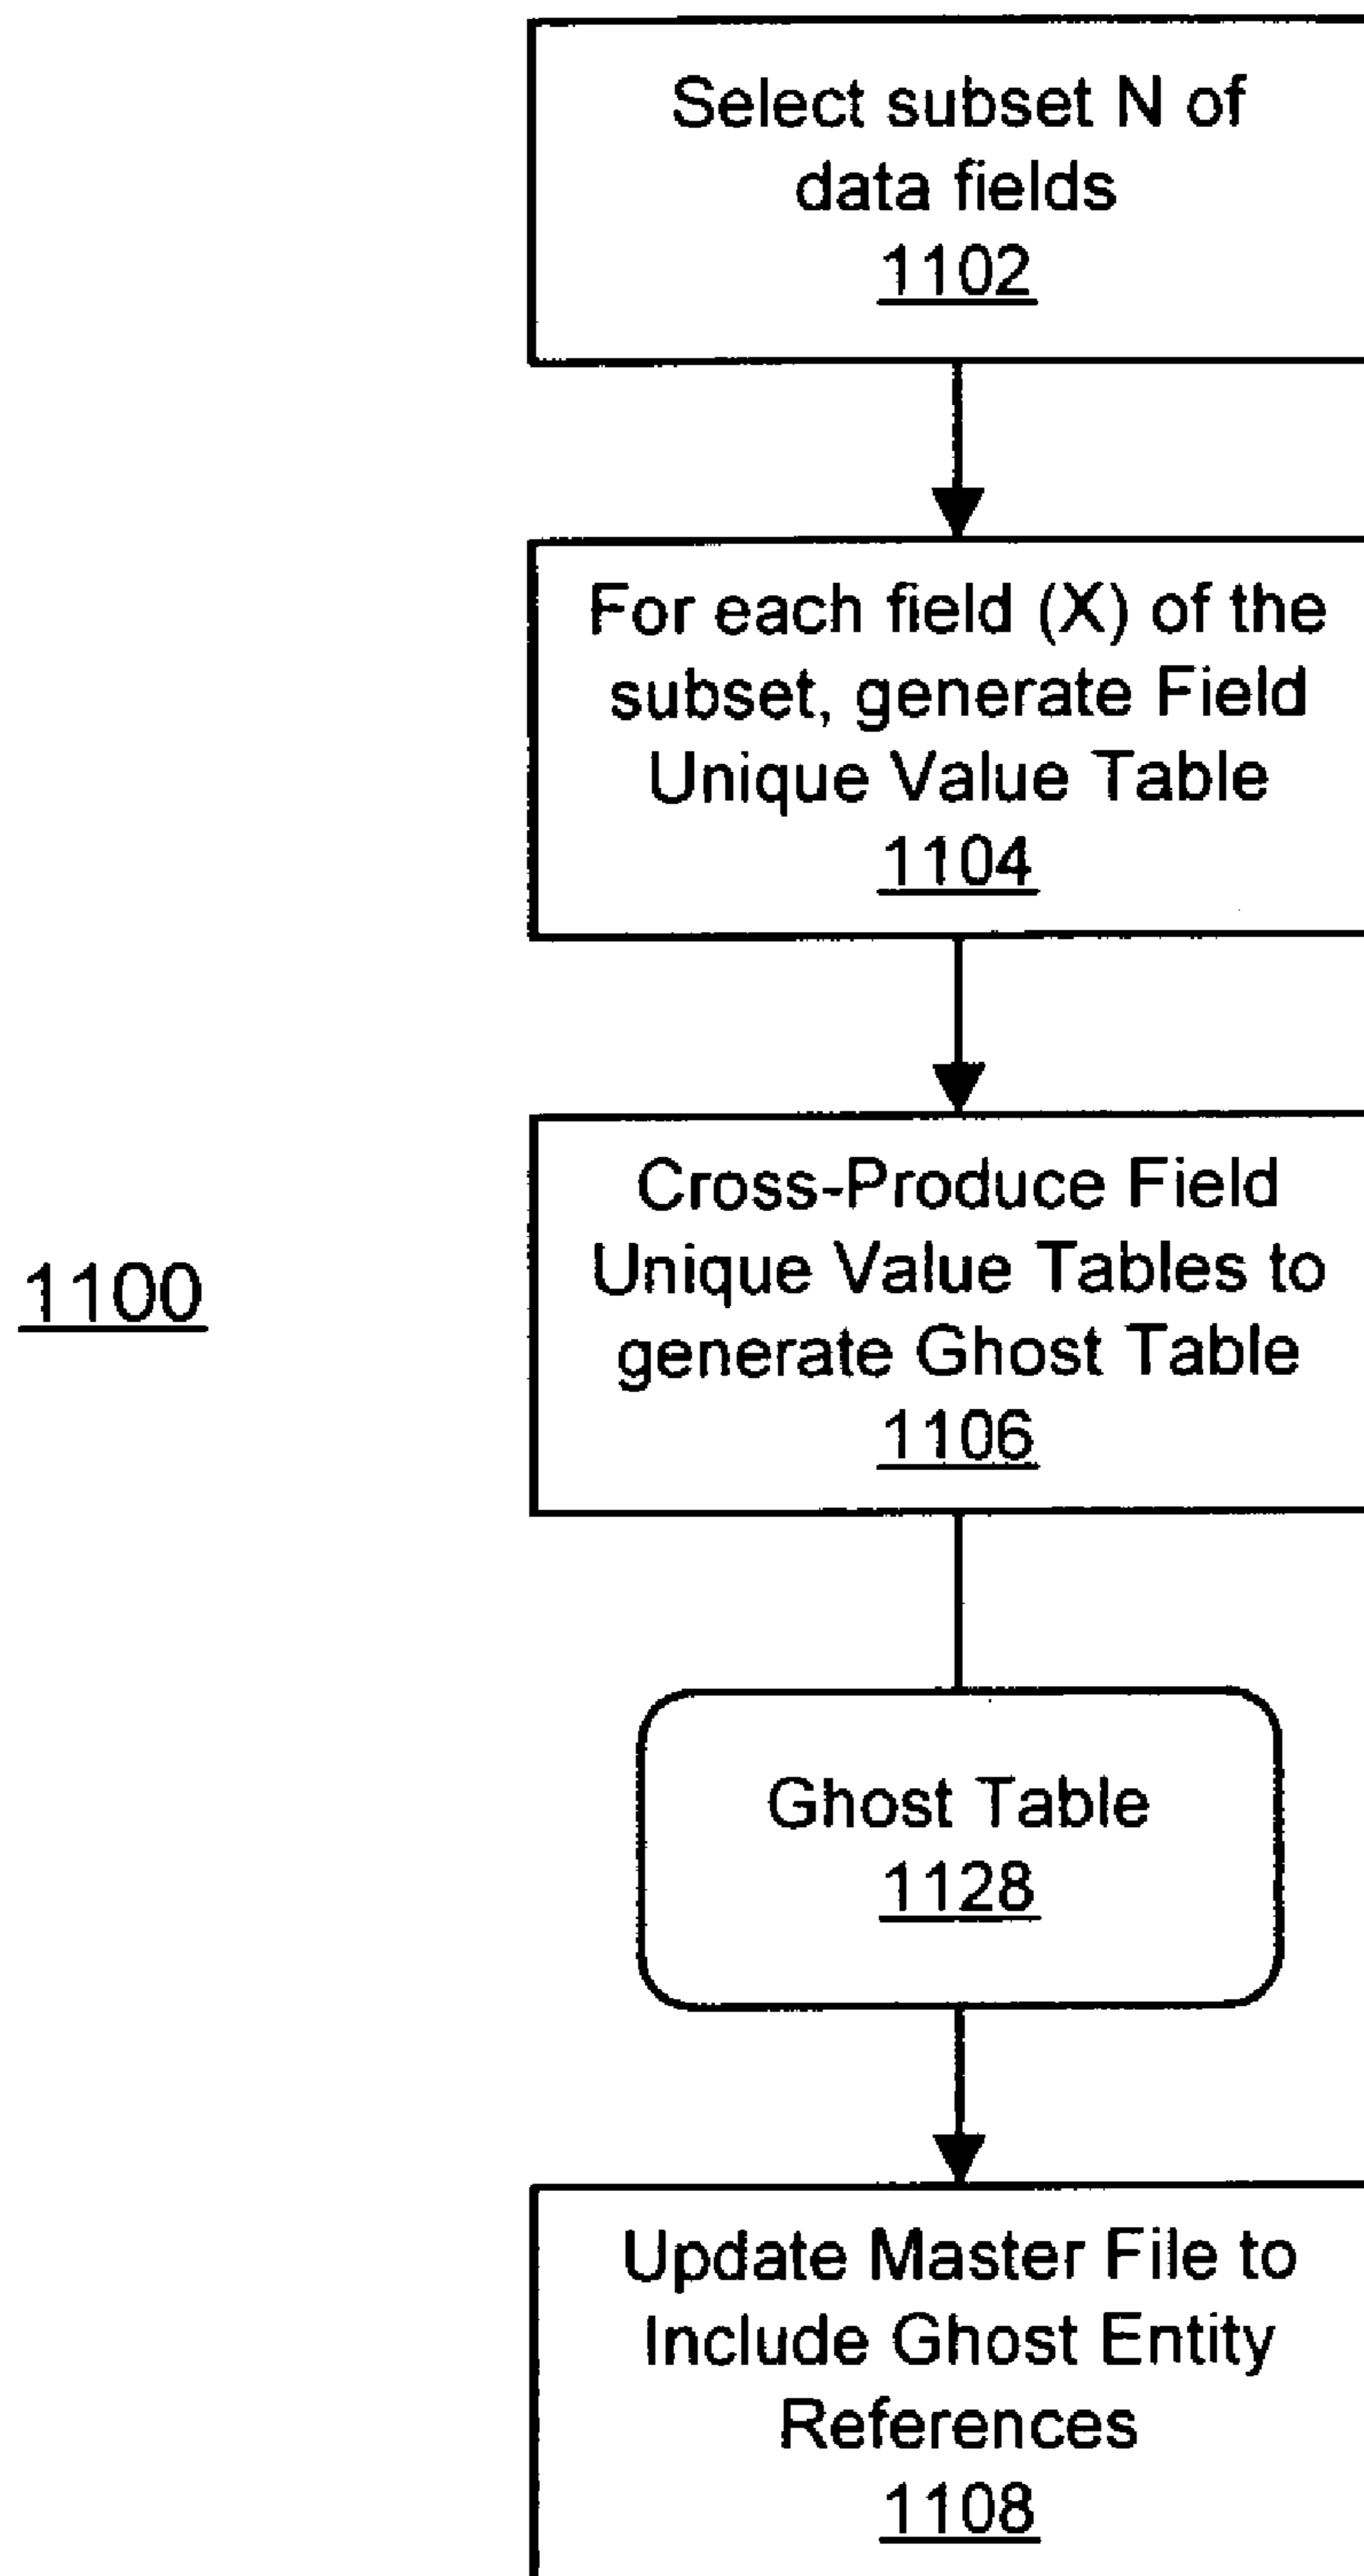 Select subset N of
data fields
1102
For each field (X) of the
subset, generate Field
Unique Value Table
1104
Cross-Produce Field
Unique Value Tables to
generate Ghost Table
1106
1100
Ghost Table
1128
Update Master File to
Include Ghost Entity
References
1108